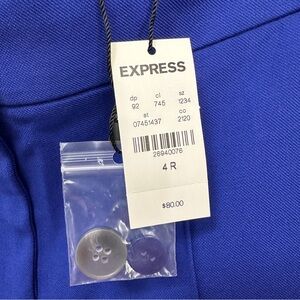 EXPRESS
dp cl sz
92 745 1234
st co
07451437 2120
26940076
4 R
$80.00